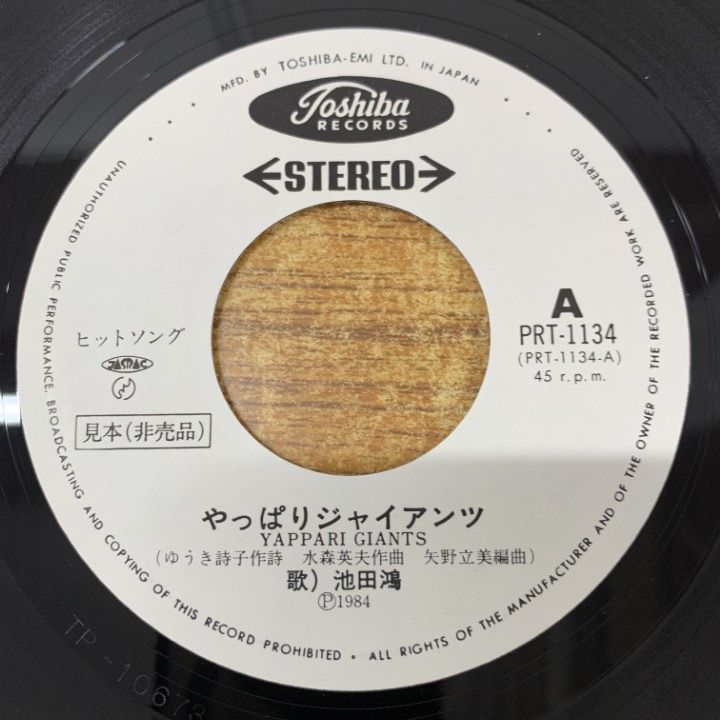 MFD. BY TOSHIBA-EMI LTD. IN JAPAN
Toshiba
RECORDS
STEREO
A
PRT-1134
(PRT-1134-A)
45 r.p.m.
ヒットソング
JASRAC
見本(非売品)
やっぱりジャイアンツ
YAPPARI GIANTS
(ゆうき詩子作詩 水森英夫作曲 矢野立美編曲)
歌) 池田鴻
Ⓟ1984
UNAUTHORIZED PUBLIC PERFORMANCE, BROADCASTING AND COPYING OF THIS RECORD PROHIBITED • ALL RIGHTS OF THE MANUFACTURER AND OF THE OWNER OF THE RECORDED WORK ARE RESERVED
TP-10673